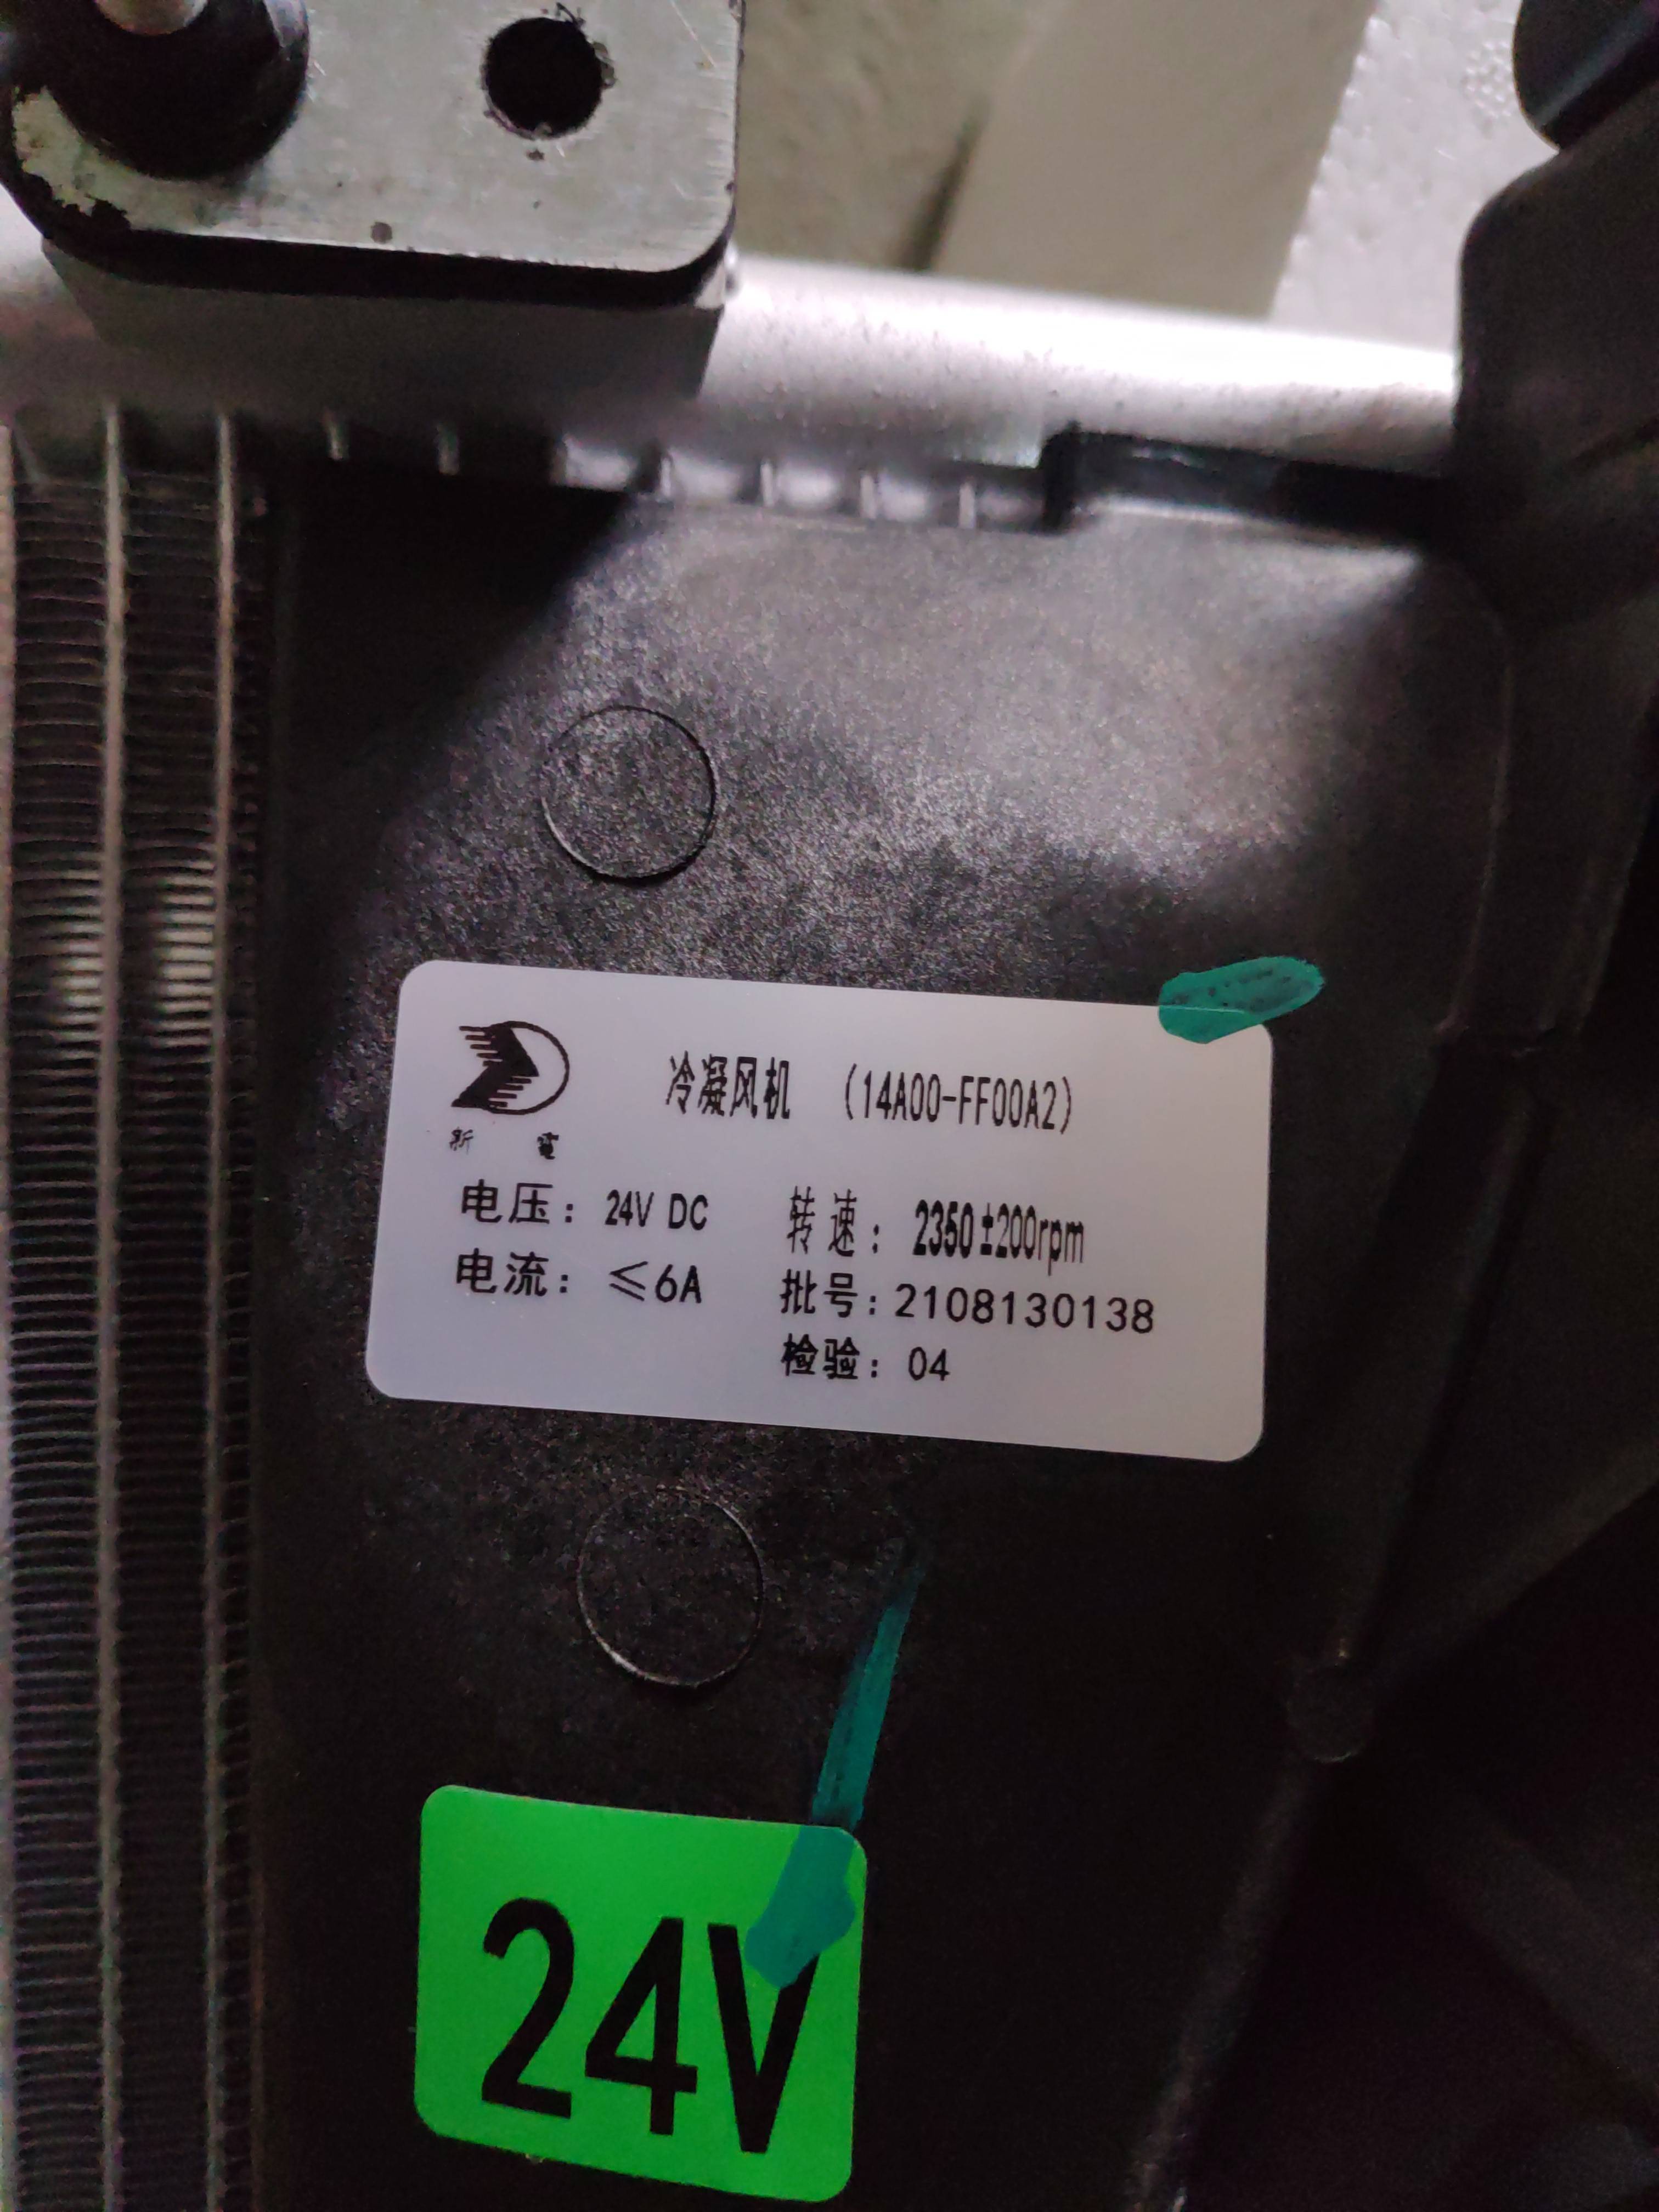 冷凝风机 (14A00-FF00A2)
新 電
电压: 24V DC 转速: 2350±200rpm
电流: ≤6A 批号: 2108130138
检验: 04
24V